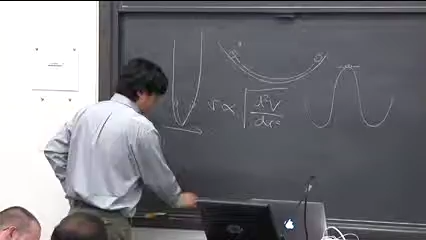 ν ∝ √(d²V/dx²)